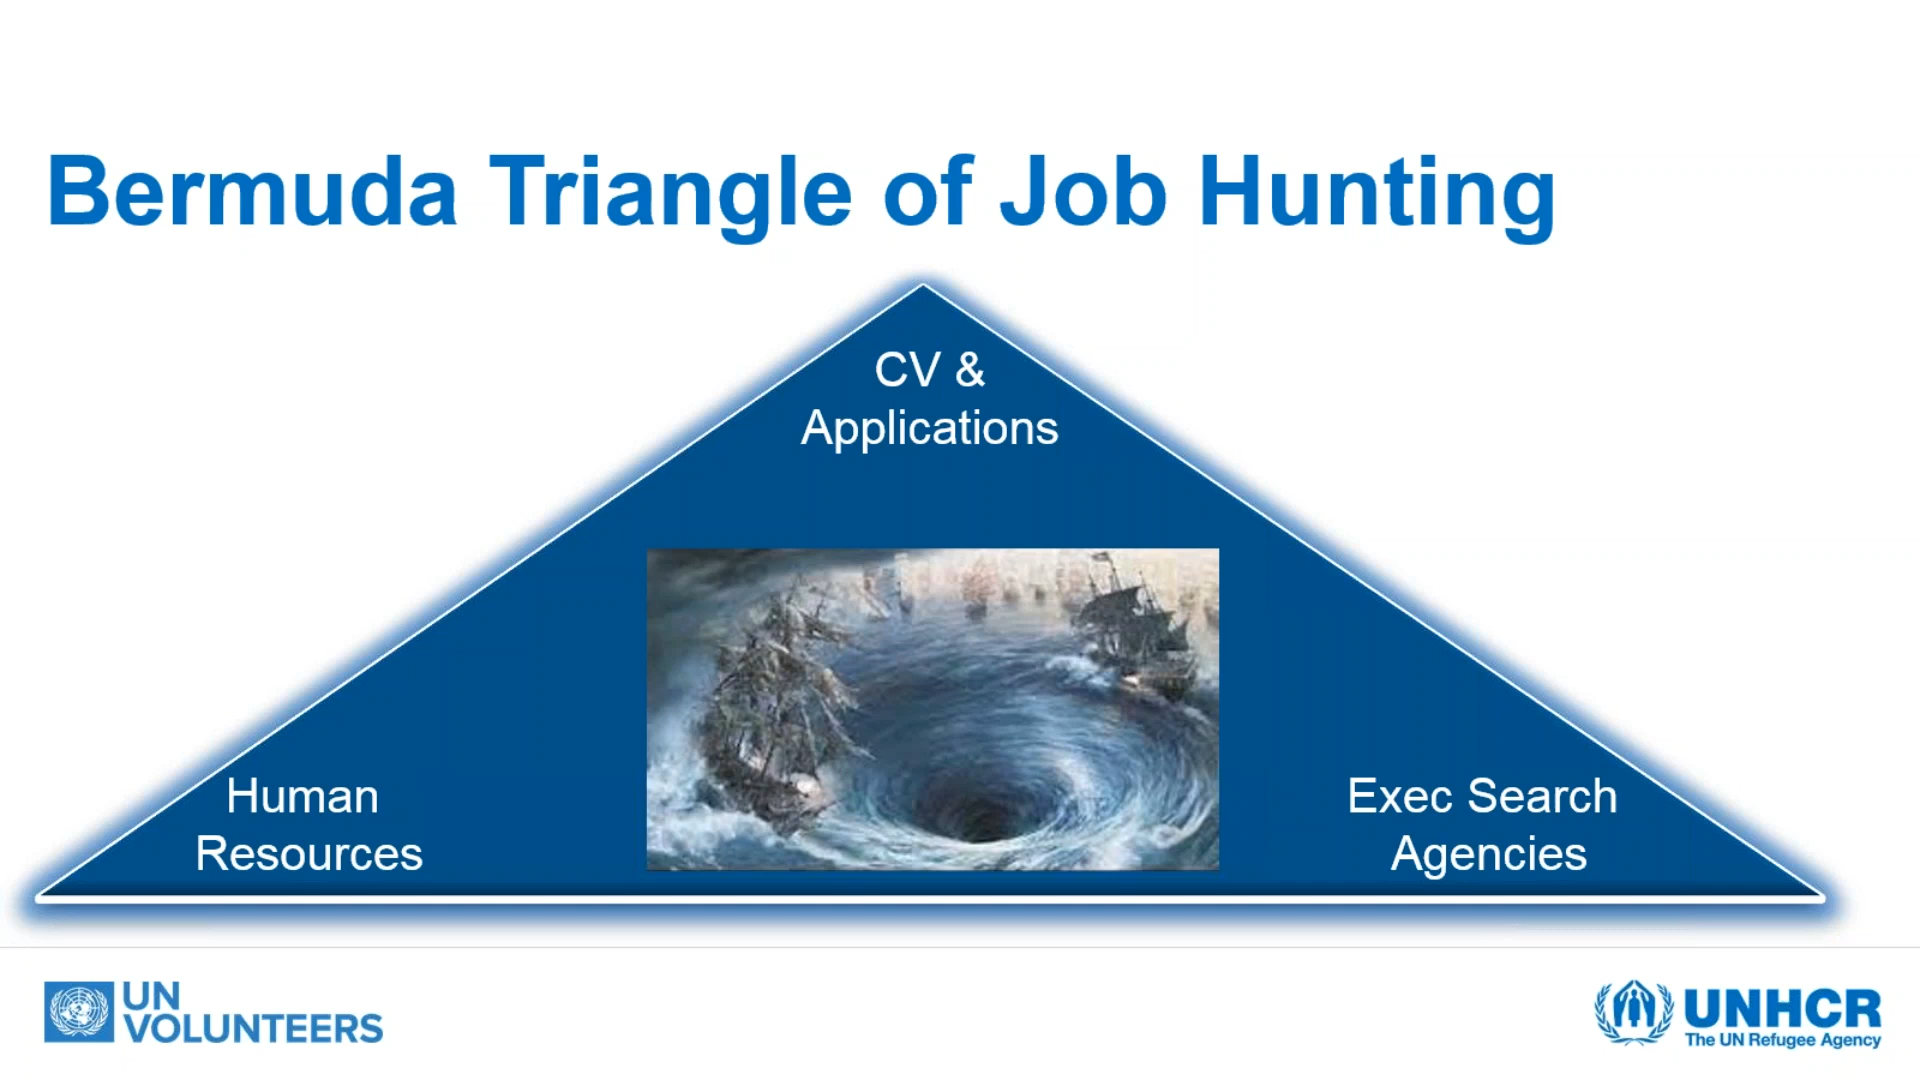 Bermuda Triangle of Job Hunting
CV &
Applications
Human
Resources
Exec Search
Agencies
UN
VOLUNTEERS
UNHCR
The UN Refugee Agency